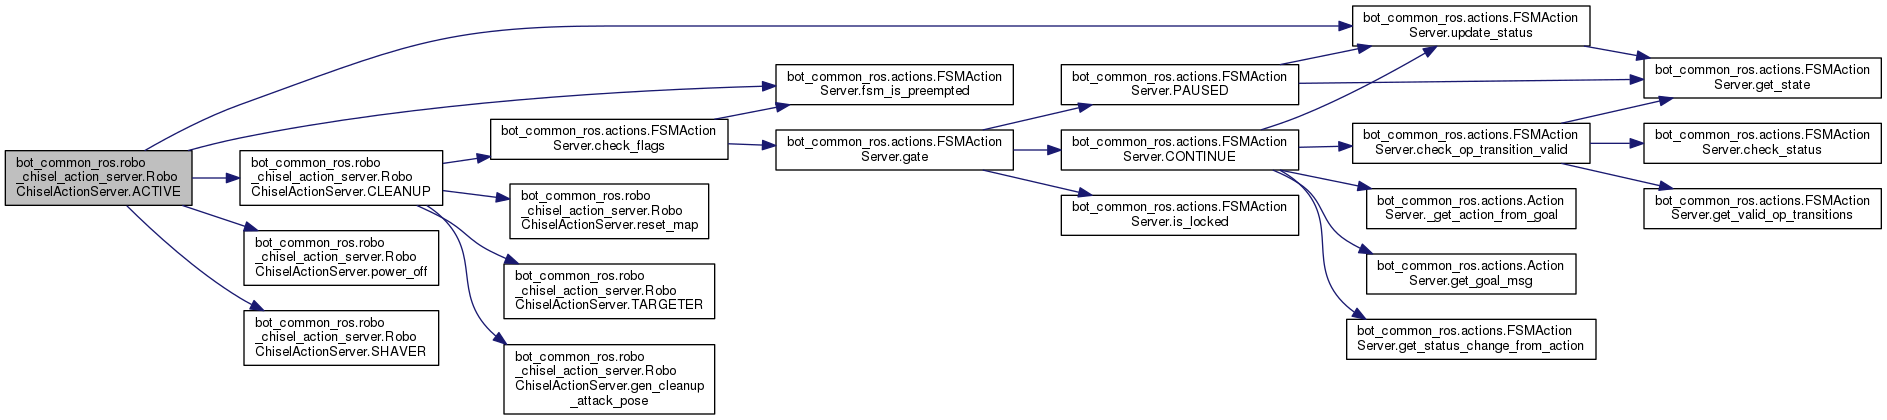 bot_common_ros.robo
_chisel_action_server.Robo
ChiselActionServer.ACTIVE
bot_common_ros.robo
_chisel_action_server.Robo
ChiselActionServer.CLEANUP
bot_common_ros.robo
_chisel_action_server.Robo
ChiselActionServer.power_off
bot_common_ros.robo
_chisel_action_server.Robo
ChiselActionServer.SHAVER
bot_common_ros.actions.FSMAction
Server.check_flags
bot_common_ros.robo
_chisel_action_server.Robo
ChiselActionServer.reset_map
bot_common_ros.robo
_chisel_action_server.Robo
ChiselActionServer.TARGETER
bot_common_ros.robo
_chisel_action_server.Robo
ChiselActionServer.gen_cleanup
_attack_pose
bot_common_ros.actions.FSMAction
Server.fsm_is_preempted
bot_common_ros.actions.FSMAction
Server.gate
bot_common_ros.actions.FSMAction
Server.PAUSED
bot_common_ros.actions.FSMAction
Server.CONTINUE
bot_common_ros.actions.FSMAction
Server.is_locked
bot_common_ros.actions.FSMAction
Server.update_status
bot_common_ros.actions.FSMAction
Server.check_op_transition_valid
bot_common_ros.actions.Action
Server._get_action_from_goal
bot_common_ros.actions.Action
Server.get_goal_msg
bot_common_ros.actions.FSMAction
Server.get_status_change_from_action
bot_common_ros.actions.FSMAction
Server.get_state
bot_common_ros.actions.FSMAction
Server.check_status
bot_common_ros.actions.FSMAction
Server.get_valid_op_transitions